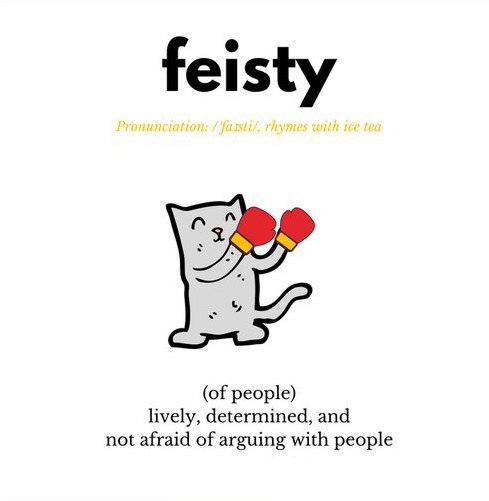 feisty
Pronunciation: /ˈfaɪsti/, rhymes with ice tea
(of people)
lively, determined, and
not afraid of arguing with people